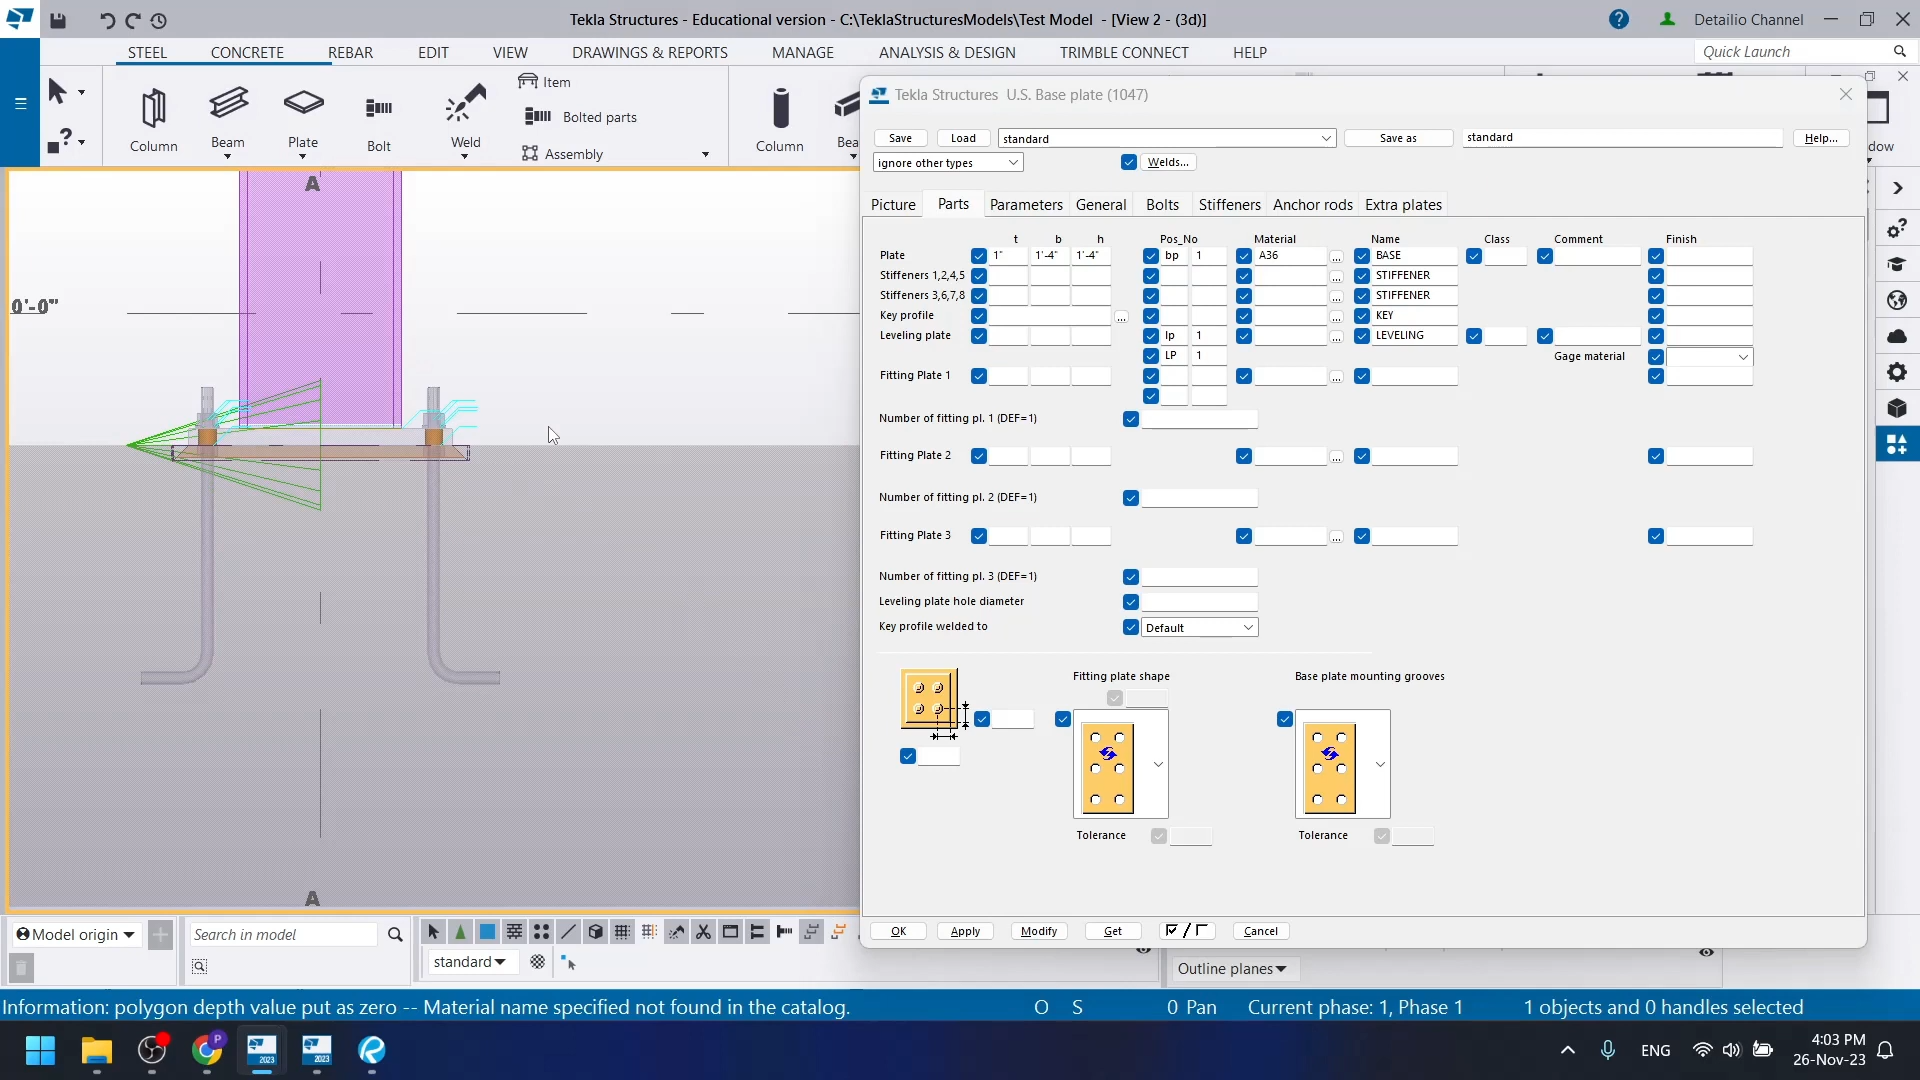 Tekla Structures - Educational version - C:\TeklaStructuresModels\Test Model - [View 2 - (3d)]
Detailio Channel
STEEL CONCRETE REBAR EDIT VIEW DRAWINGS & REPORTS MANAGE ANALYSIS & DESIGN TRIMBLE CONNECT HELP
Quick Launch
Column Beam Plate Bolt Weld
Item
Bolted parts
Assembly
Column Bea
dow
Tekla Structures U.S. Base plate (1047)
Save Load standard Save as standard Help...
ignore other types Welds...
Picture Parts Parameters General Bolts Stiffeners Anchor rods Extra plates
t b h Pos_No Material Name Class Comment Finish
Plate 1" 1'-4" 1'-4" bp 1 A36 ... BASE
Stiffeners 1,2,4,5 ... STIFFENER
Stiffeners 3,6,7,8 ... STIFFENER
Key profile ... ... KEY
Leveling plate lp 1 ... LEVELING
LP 1 Gage material
Fitting Plate 1 ...
Number of fitting pl. 1 (DEF=1)
Fitting Plate 2 ...
Number of fitting pl. 2 (DEF=1)
Fitting Plate 3 ...
Number of fitting pl. 3 (DEF=1)
Leveling plate hole diameter
Key profile welded to Default
Fitting plate shape Base plate mounting grooves
Tolerance Tolerance
OK Apply Modify Get / Cancel
A
0'-0"
A
Model origin
Search in model
standard
Outline planes
Information: polygon depth value put as zero -- Material name specified not found in the catalog.
O S 0 Pan Current phase: 1, Phase 1 1 objects and 0 handles selected
P
2023
2023
ENG
4:03 PM
26-Nov-23